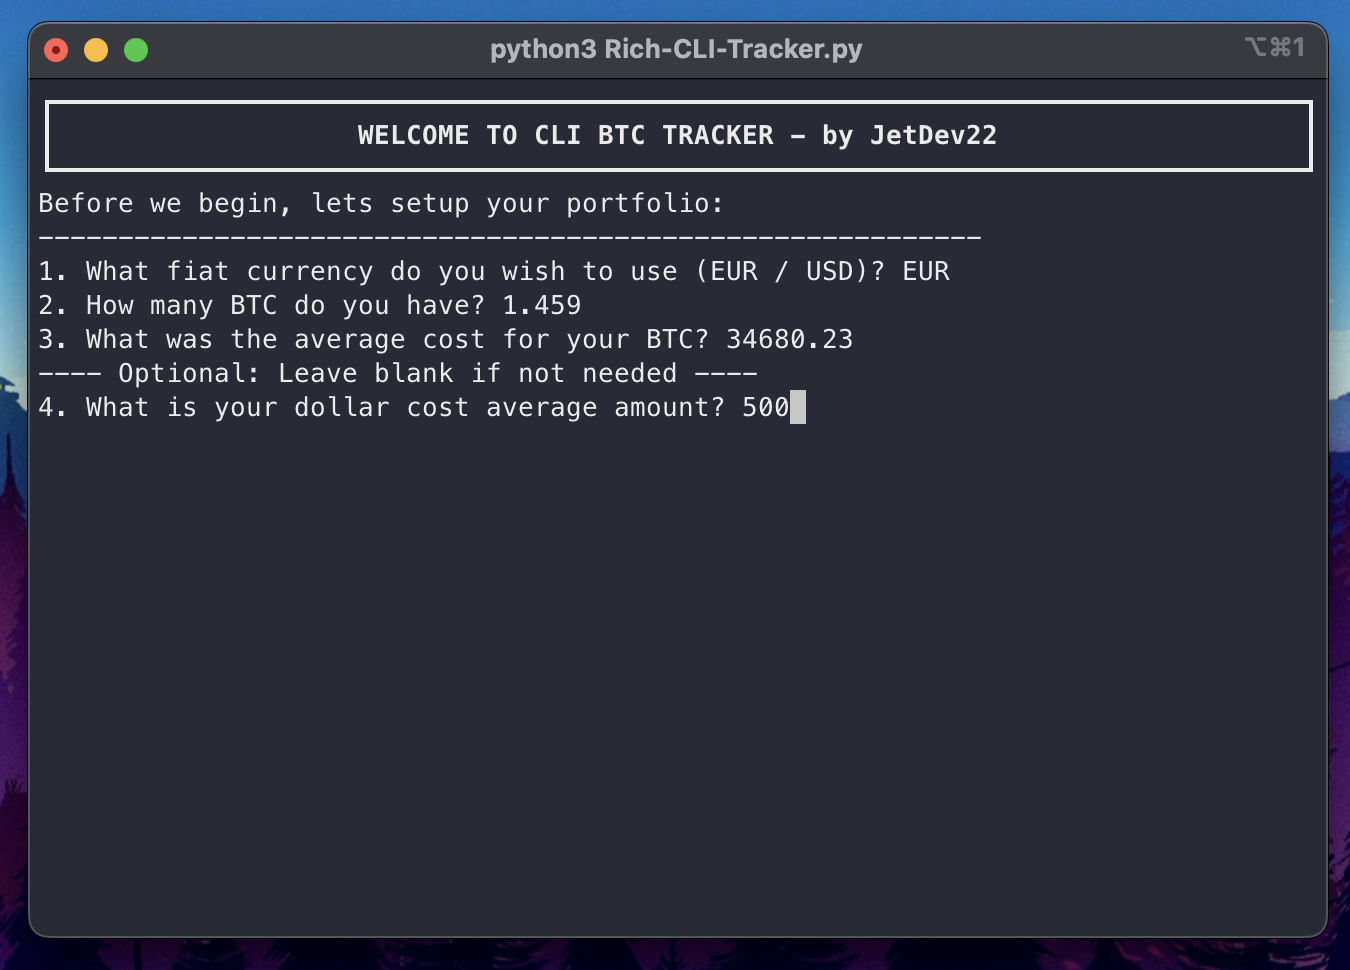 python3 Rich-CLI-Tracker.py
⌥⌘1
WELCOME TO CLI BTC TRACKER - by JetDev22
Before we begin, lets setup your portfolio:
-----------------------------------------------------------
1. What fiat currency do you wish to use (EUR / USD)? EUR
2. How many BTC do you have? 1.459
3. What was the average cost for your BTC? 34680.23
---- Optional: Leave blank if not needed ----
4. What is your dollar cost average amount? 500